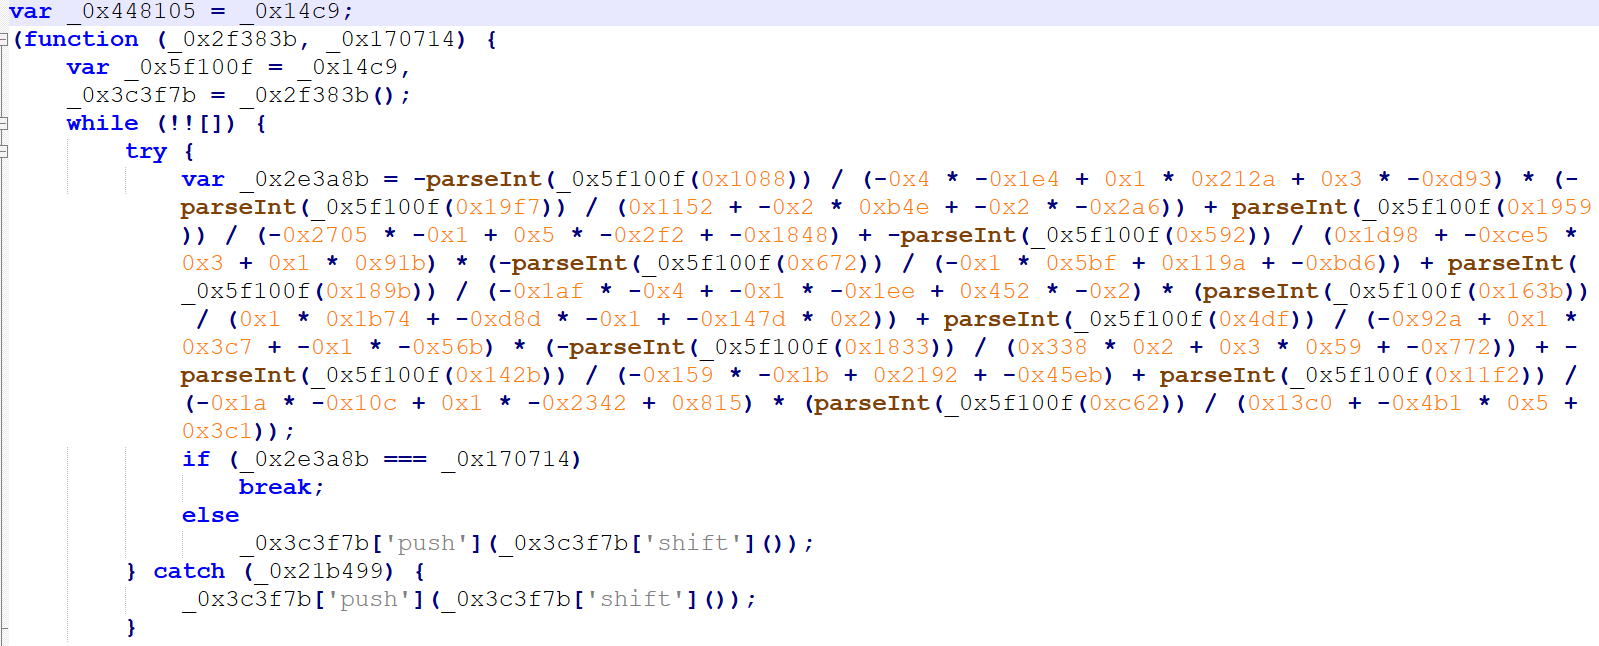 var _0x448105 = _0x14c9;
(function (_0x2f383b, _0x170714) {
var _0x5f100f = _0x14c9,
_0x3c3f7b = _0x2f383b();
while (!![]) {
try {
var _0x2e3a8b = -parseInt(_0x5f100f(0x1088)) / (-0x4 * -0x1e4 + 0x1 * 0x212a + 0x3 * -0xd93) * (-
parseInt(_0x5f100f(0x19f7)) / (0x1152 + -0x2 * 0xb4e + -0x2 * -0x2a6)) + parseInt(_0x5f100f(0x1959
)) / (-0x2705 * -0x1 + 0x5 * -0x2f2 + -0x1848) + -parseInt(_0x5f100f(0x592)) / (0x1d98 + -0xce5 *
0x3 + 0x1 * 0x91b) * (-parseInt(_0x5f100f(0x672)) / (-0x1 * 0x5bf + 0x119a + -0xbd6)) + parseInt(
_0x5f100f(0x189b)) / (-0x1af * -0x4 + -0x1 * -0x1ee + 0x452 * -0x2) * (parseInt(_0x5f100f(0x163b))
/ (0x1 * 0x1b74 + -0xd8d * -0x1 + -0x147d * 0x2)) + parseInt(_0x5f100f(0x4df)) / (-0x92a + 0x1 *
0x3c7 + -0x1 * -0x56b) * (-parseInt(_0x5f100f(0x1833)) / (0x338 * 0x2 + 0x3 * 0x59 + -0x772)) + -
parseInt(_0x5f100f(0x142b)) / (-0x159 * -0x1b + 0x2192 + -0x45eb) + parseInt(_0x5f100f(0x11f2)) /
(-0x1a * -0x10c + 0x1 * -0x2342 + 0x815) * (parseInt(_0x5f100f(0xc62)) / (0x13c0 + -0x4b1 * 0x5 +
0x3c1));
if (_0x2e3a8b === _0x170714)
break;
else
_0x3c3f7b['push'](_0x3c3f7b['shift']());
} catch (_0x21b499) {
_0x3c3f7b['push'](_0x3c3f7b['shift']());
}